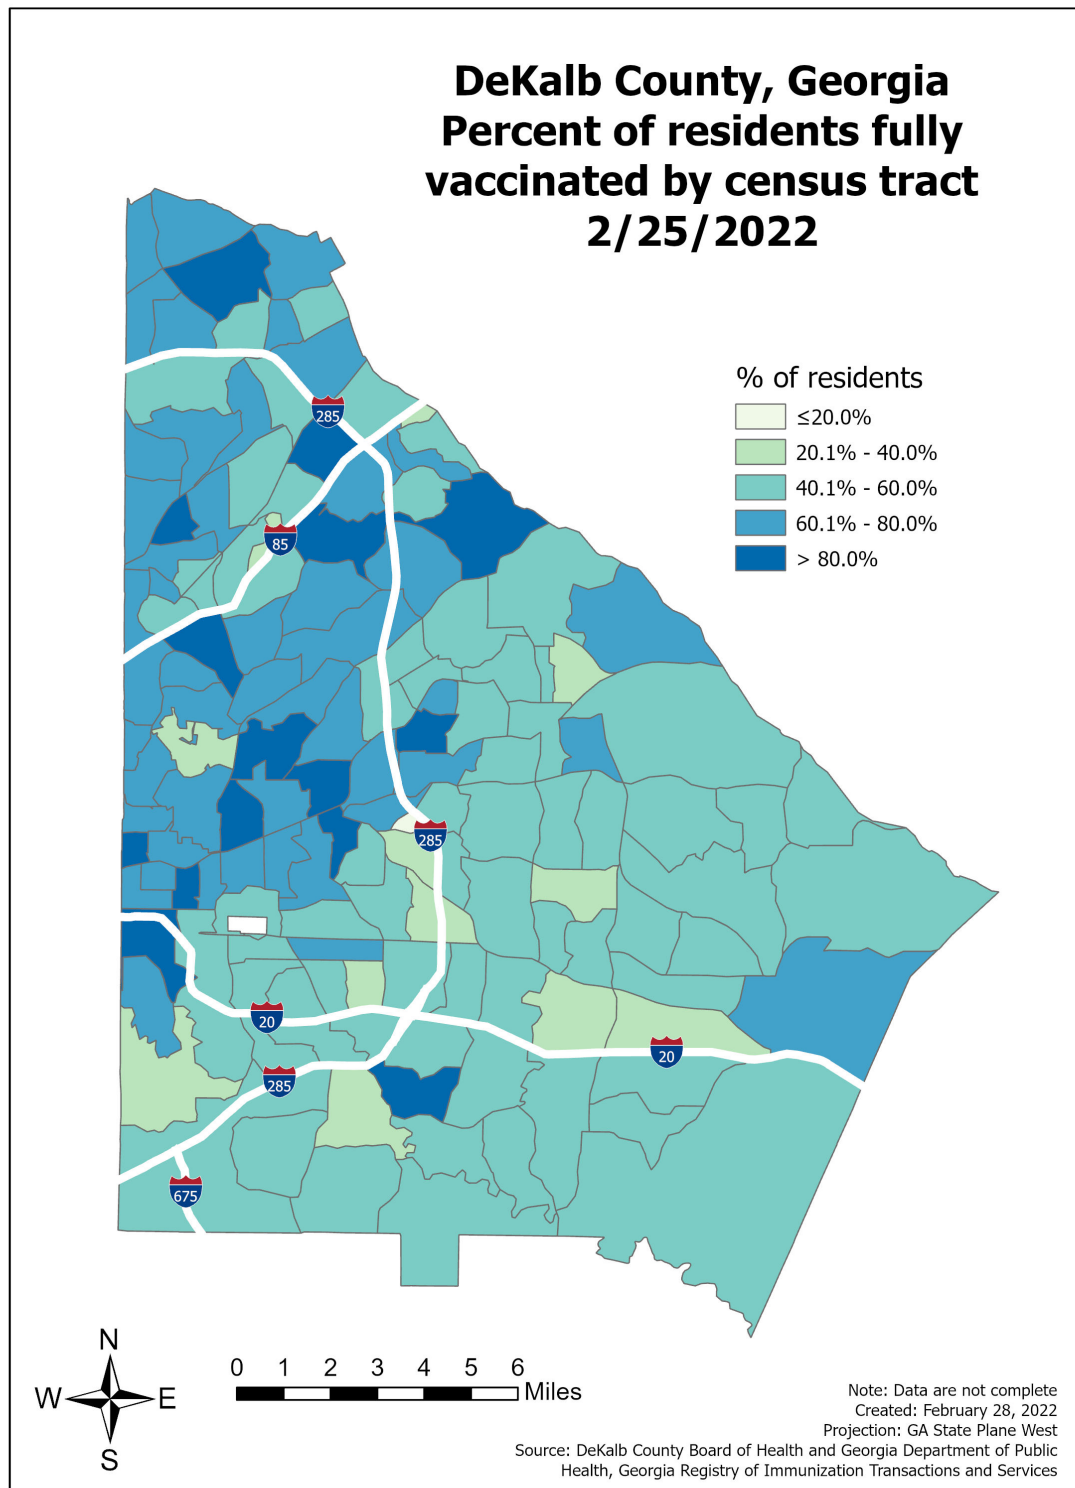 DeKalb County, Georgia
Percent of residents fully
vaccinated by census tract
2/25/2022
% of residents
≤20.0%
20.1% - 40.0%
40.1% - 60.0%
60.1% - 80.0%
> 80.0%
285
85
285
20
20
285
675
N
W E
S
0 1 2 3 4 5 6
Miles
Note: Data are not complete
Created: February 28, 2022
Projection: GA State Plane West
Source: DeKalb County Board of Health and Georgia Department of Public
Health, Georgia Registry of Immunization Transactions and Services